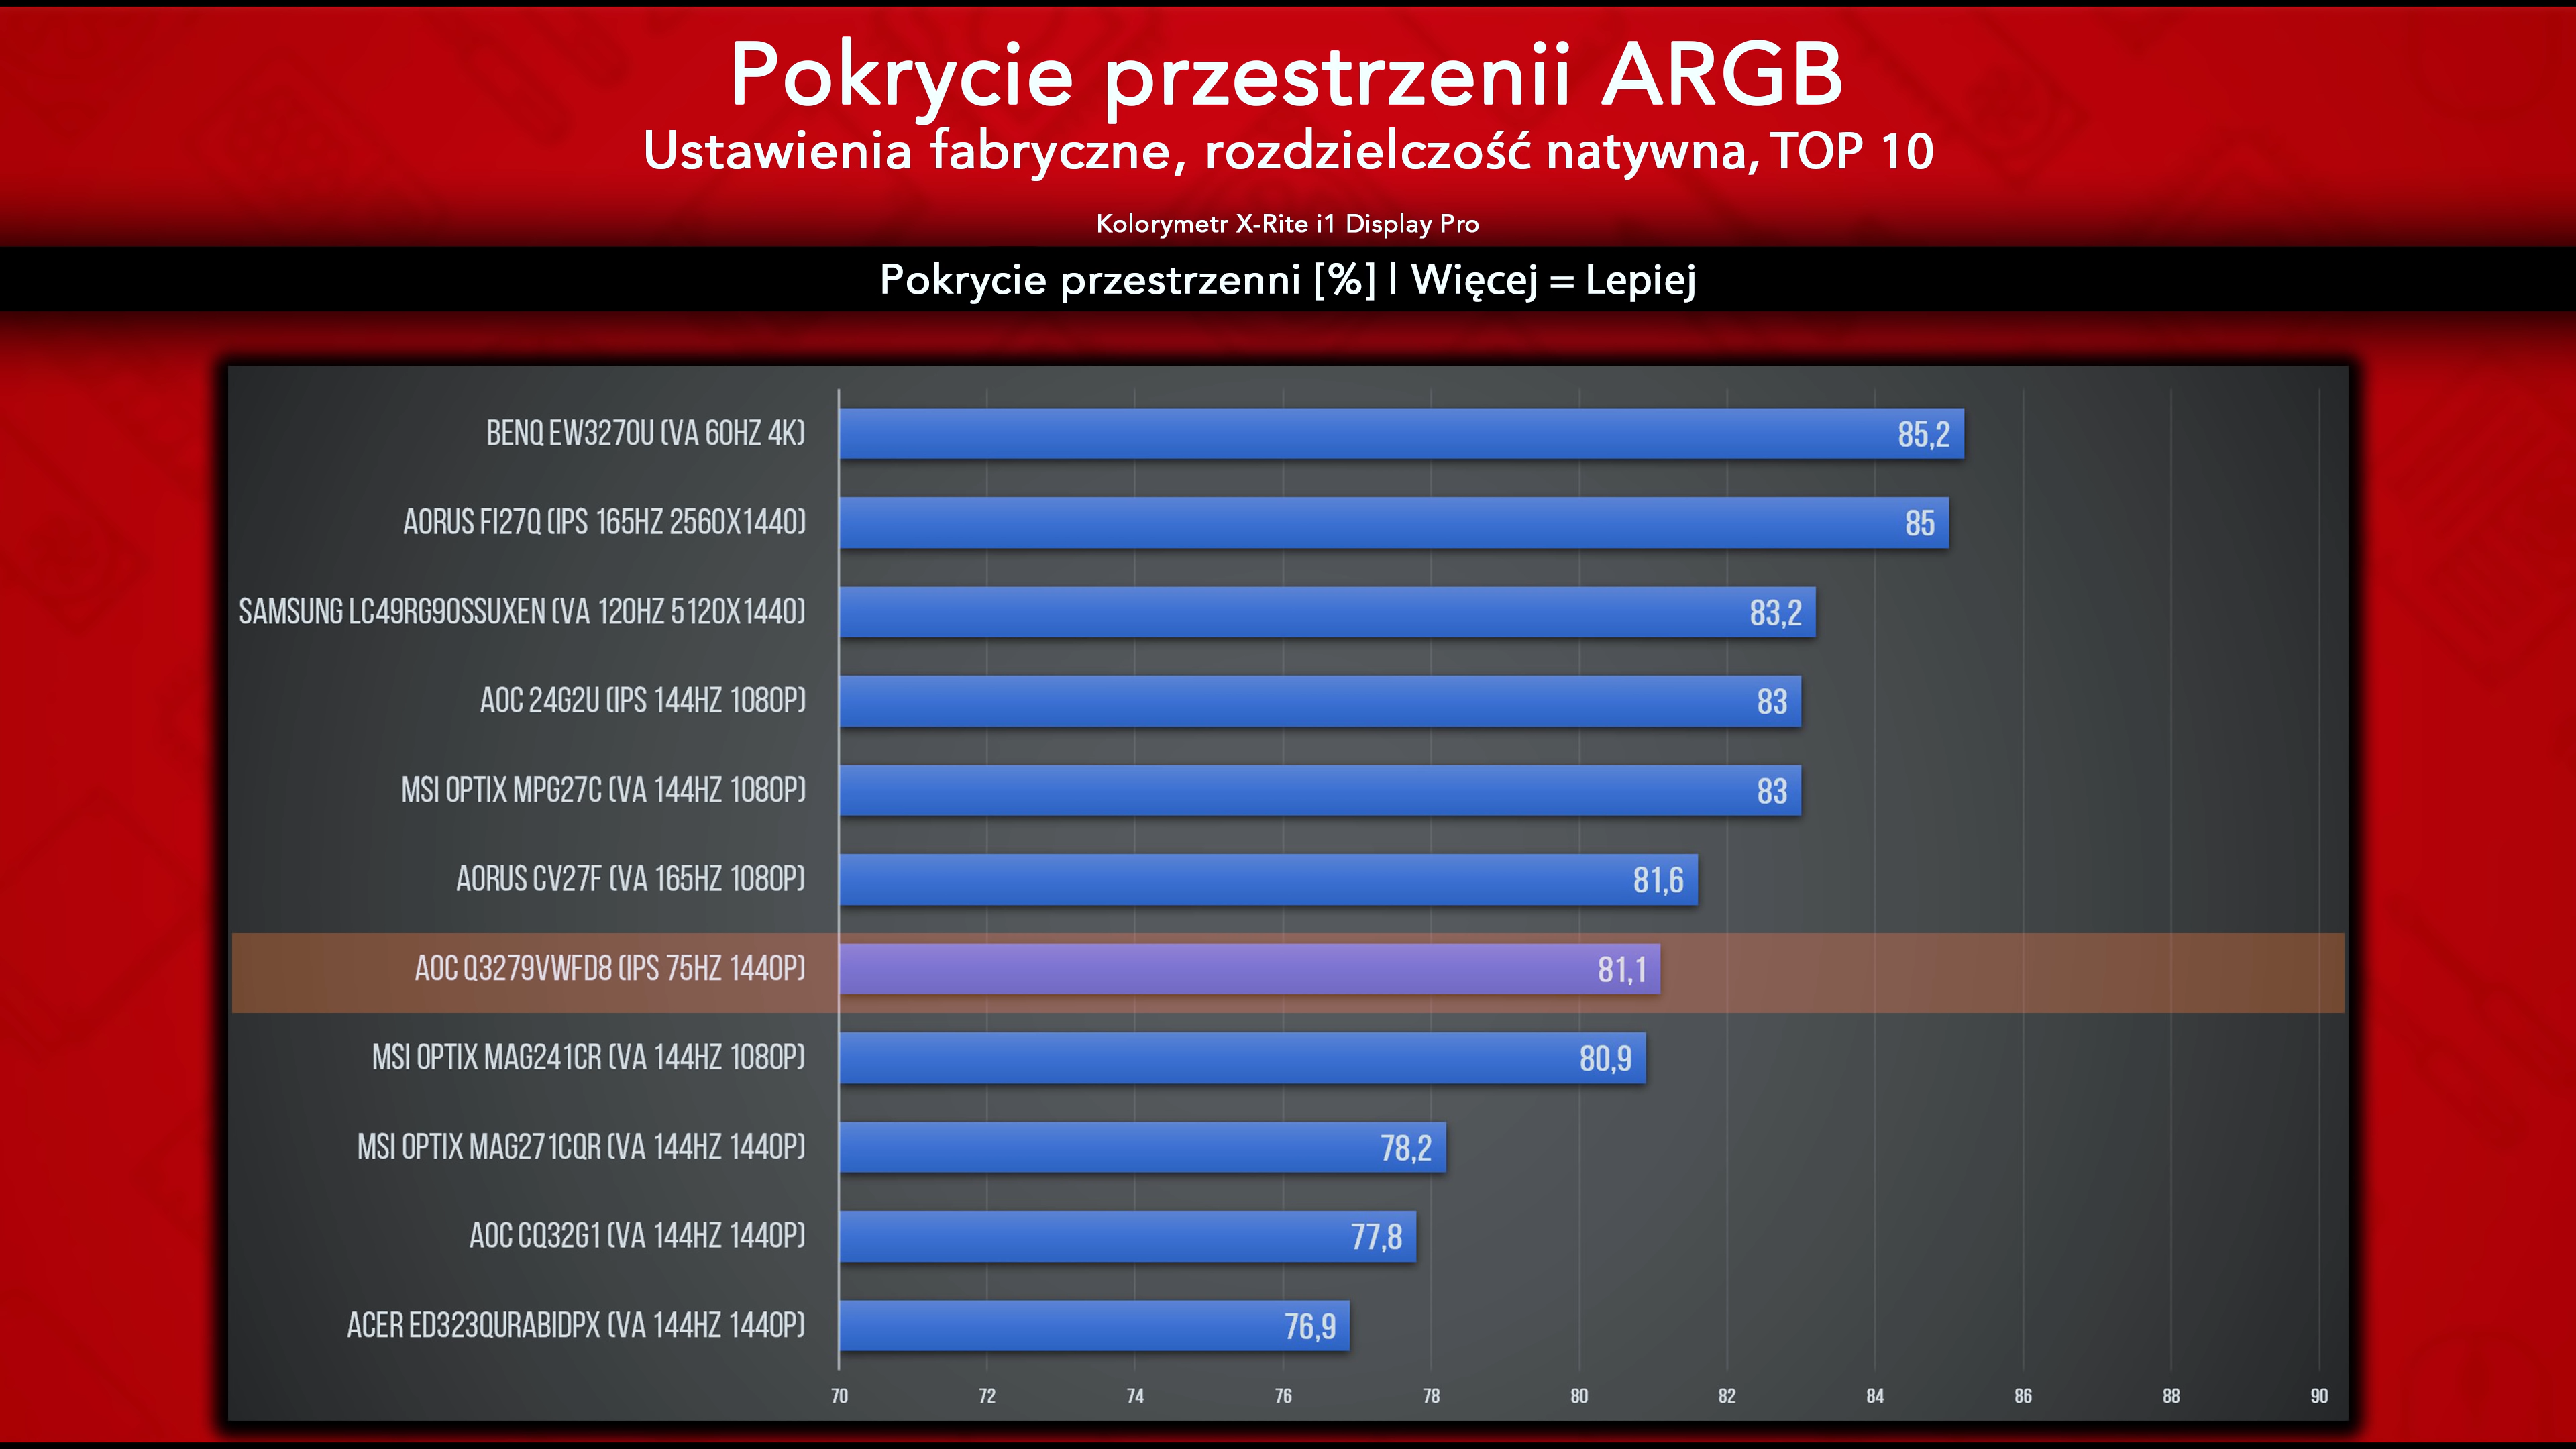 Pokrycie przestrzenii ARGB
Ustawienia fabryczne, rozdzielczość natywna, TOP 10
Kolorymetr X-Rite i1 Display Pro
Pokrycie przestrzenni [%] | Więcej = Lepiej
BENQ EW3270U (VA 60HZ 4K) 85,2
AORUS FI27Q (IPS 165HZ 2560X1440) 85
SAMSUNG LC49RG90SSUXEN (VA 120HZ 5120X1440) 83,2
AOC 24G2U (IPS 144HZ 1080P) 83
MSI OPTIX MPG27C (VA 144HZ 1080P) 83
AORUS CV27F (VA 165HZ 1080P) 81,6
AOC Q3279VWFD8 (IPS 75HZ 1440P) 81,1
MSI OPTIX MAG241CR (VA 144HZ 1080P) 80,9
MSI OPTIX MAG271CQR (VA 144HZ 1440P) 78,2
AOC CQ32G1 (VA 144HZ 1440P) 77,8
ACER ED323QURABIDPX (VA 144HZ 1440P) 76,9
70 72 74 76 78 80 82 84 86 88 90